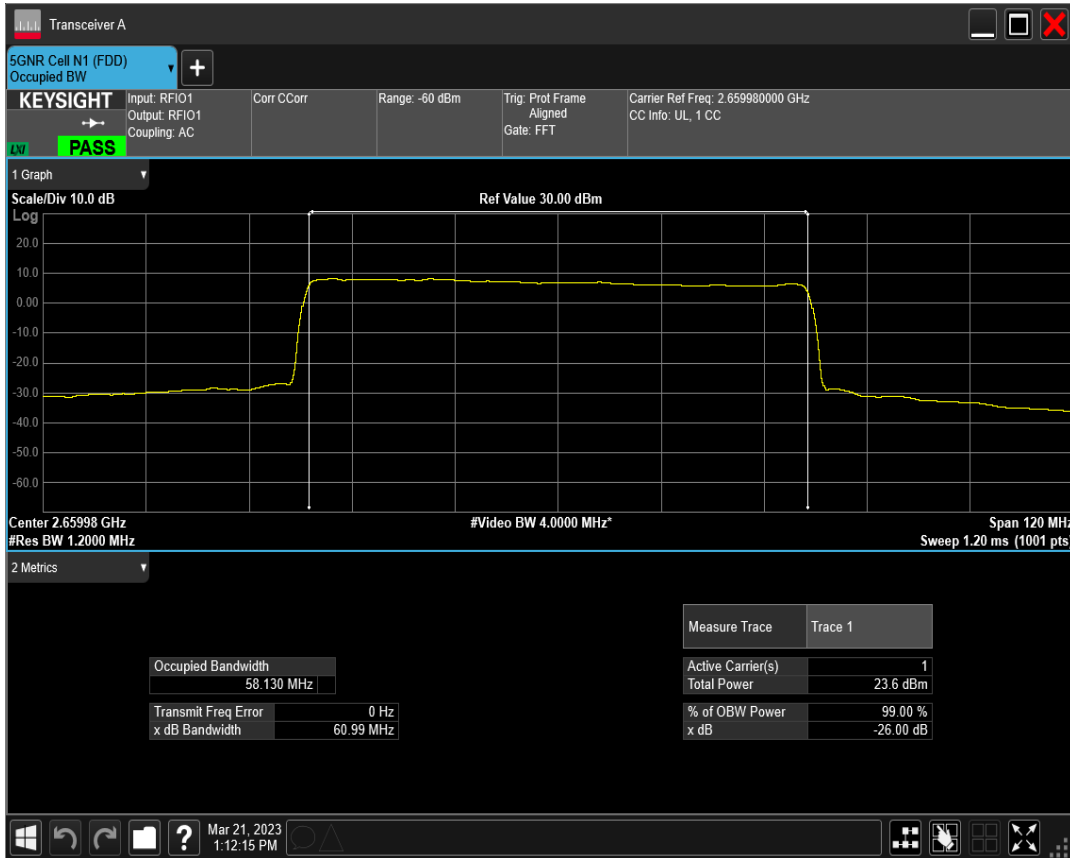 Transceiver A
5GNR Cell N1 (FDD)
Occupied BW
+
KEYSIGHT
LXI
PASS
Input: RFIO1
Output: RFIO1
Coupling: AC
Corr CCorr
Range: -60 dBm
Trig: Prot Frame
Aligned
Gate: FFT
Carrier Ref Freq: 2.659980000 GHz
CC Info: UL, 1 CC
1 Graph
Scale/Div 10.0 dB
Ref Value 30.00 dBm
Log
20.0
10.0
0.00
-10.0
-20.0
-30.0
-40.0
-50.0
-60.0
Center 2.65998 GHz
#Video BW 4.0000 MHz*
Span 120 MHz
#Res BW 1.2000 MHz
Sweep 1.20 ms (1001 pts)
2 Metrics
Measure Trace Trace 1
Occupied Bandwidth
58.130 MHz
Active Carrier(s) 1
Total Power 23.6 dBm
Transmit Freq Error 0 Hz
x dB Bandwidth 60.99 MHz
% of OBW Power 99.00 %
x dB -26.00 dB
?
Mar 21, 2023
1:12:15 PM